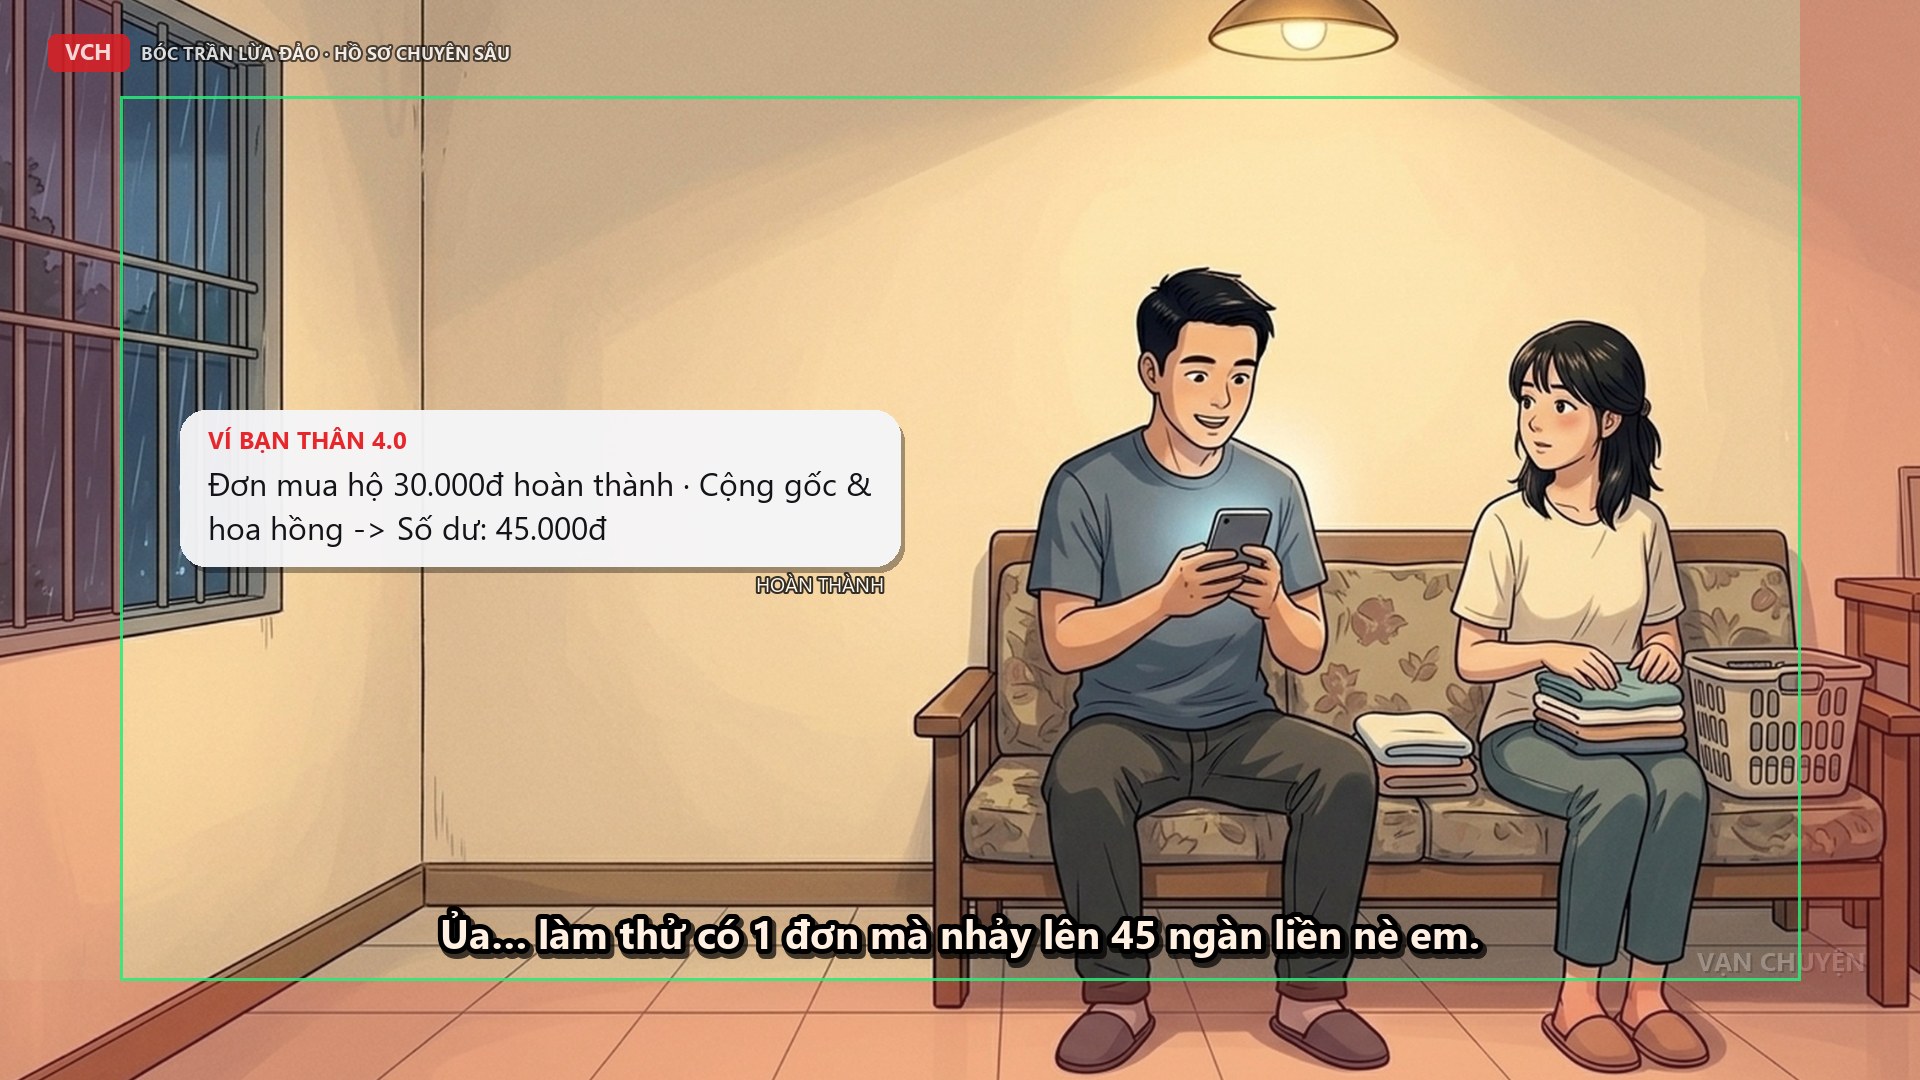 VCH BÓC TRẦN LỪA ĐẢO · HỒ SƠ CHUYÊN SÂU
VÍ BẠN THÂN 4.0
Đơn mua hộ 30.000đ hoàn thành · Cộng gốc &
hoa hồng -> Số dư: 45.000đ
HOÀN THÀNH
Ủa... làm thử có 1 đơn mà nhảy lên 45 ngàn liền nè em.
VẠN CHUYỆN